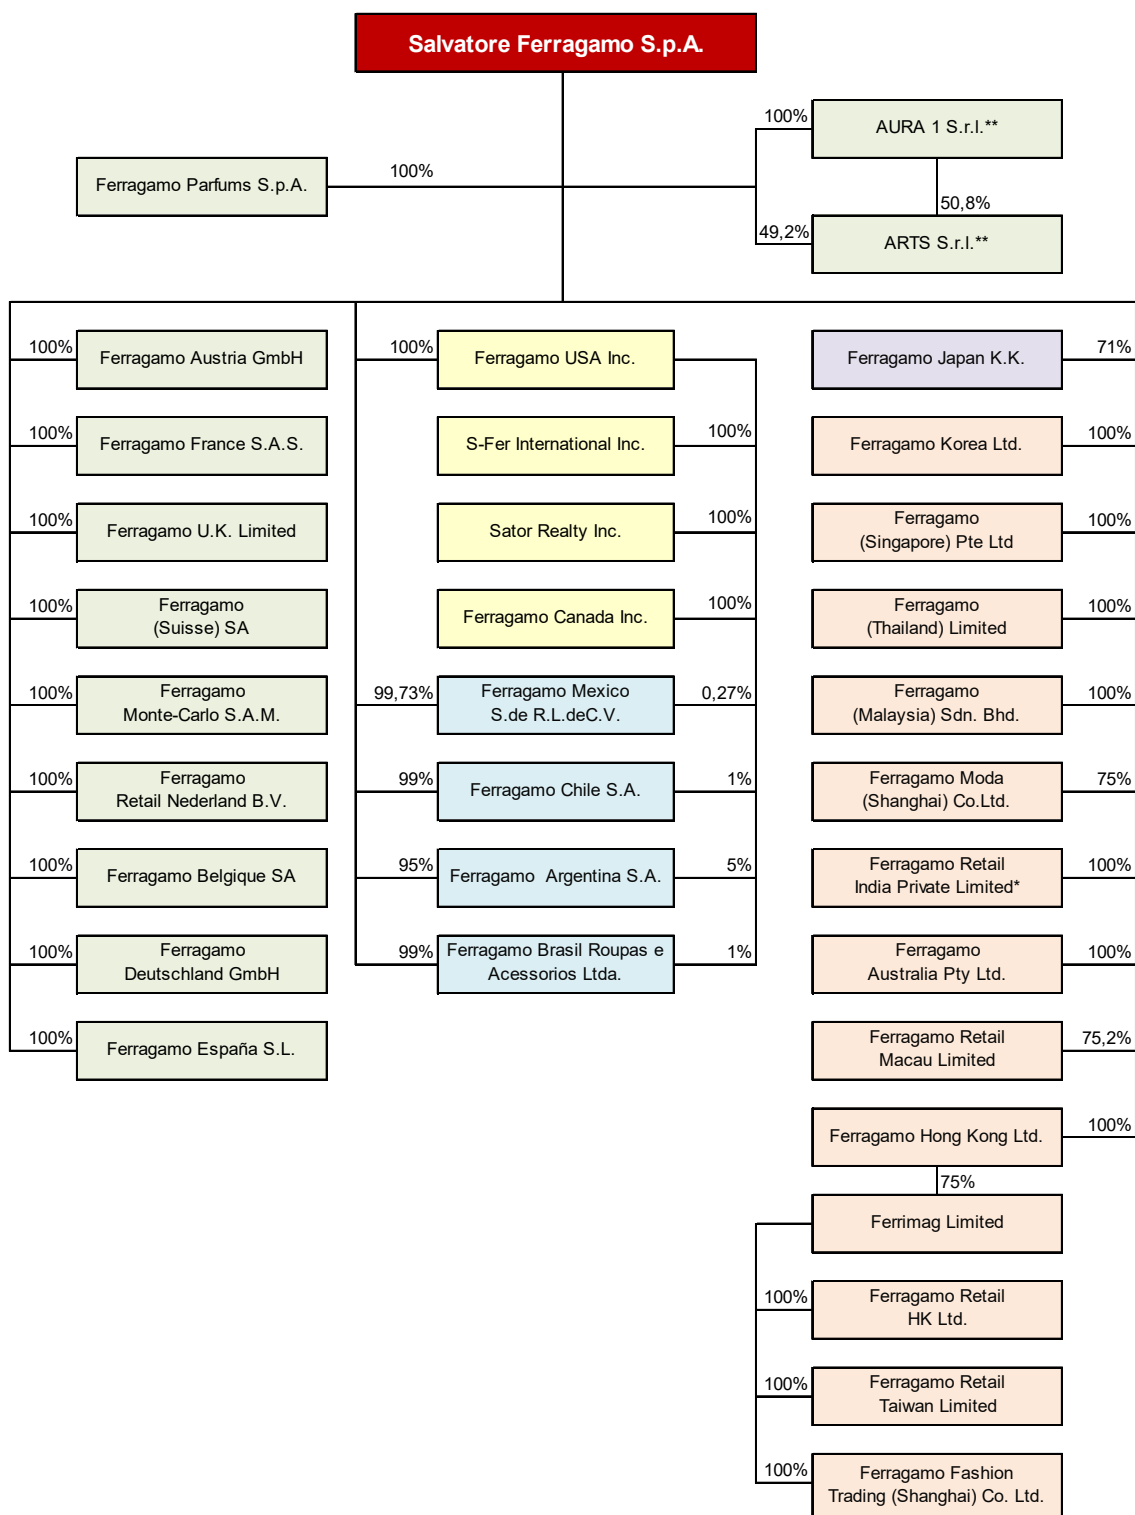 Salvatore Ferragamo S.p.A.
100%
AURA 1 S.r.l.**
Ferragamo Parfums S.p.A.
100%
50,8%
49,2%
ARTS S.r.l.**
100%
Ferragamo Austria GmbH
100%
Ferragamo USA Inc.
Ferragamo Japan K.K.
71%
100%
Ferragamo France S.A.S.
S-Fer International Inc.
100%
Ferragamo Korea Ltd.
100%
100%
Ferragamo U.K. Limited
Sator Realty Inc.
100%
Ferragamo
(Singapore) Pte Ltd
100%
100%
Ferragamo
(Suisse) SA
Ferragamo Canada Inc.
100%
Ferragamo
(Thailand) Limited
100%
100%
Ferragamo
Monte-Carlo S.A.M.
99,73%
Ferragamo Mexico
S.de R.L.deC.V.
0,27%
Ferragamo
(Malaysia) Sdn. Bhd.
100%
100%
Ferragamo
Retail Nederland B.V.
99%
Ferragamo Chile S.A.
1%
Ferragamo Moda
(Shanghai) Co.Ltd.
75%
100%
Ferragamo Belgique SA
95%
Ferragamo  Argentina S.A.
5%
Ferragamo Retail
India Private Limited*
100%
100%
Ferragamo
Deutschland GmbH
99%
Ferragamo Brasil Roupas e
Acessorios Ltda.
1%
Ferragamo
Australia Pty Ltd.
100%
100%
Ferragamo España S.L.
Ferragamo Retail
Macau Limited
75,2%
Ferragamo Hong Kong Ltd.
100%
75%
Ferrimag Limited
100%
Ferragamo Retail
HK Ltd.
100%
Ferragamo Retail
Taiwan Limited
100%
Ferragamo Fashion
Trading (Shanghai) Co. Ltd.